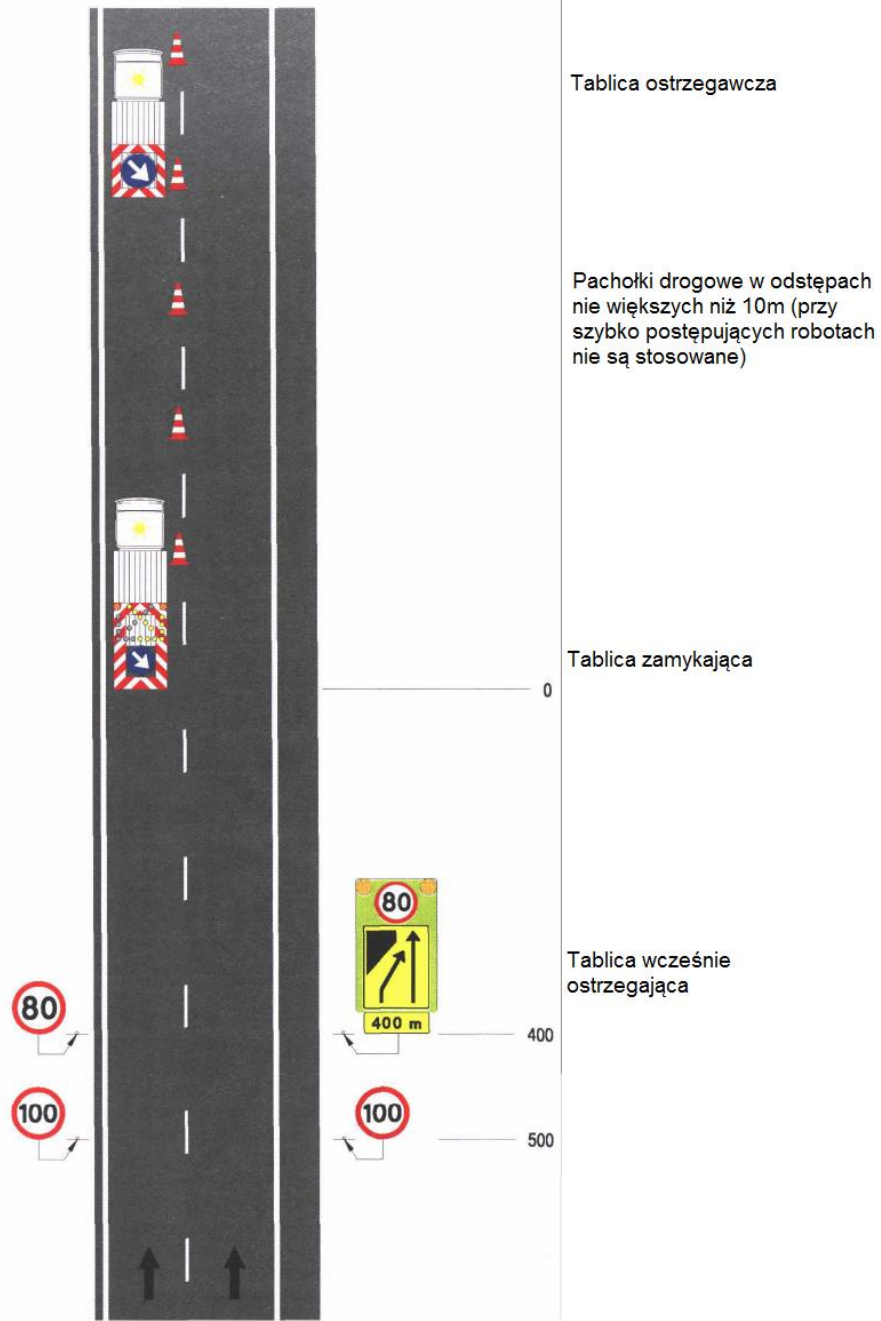 Tablica ostrzegawcza
Pachołki drogowe w odstępach
nie większych niż 10m (przy
szybko postępujących robotach
nie są stosowane)
Tablica zamykająca
0
80
Tablica wcześnie
ostrzegająca
80
400 m
400
100
100
500